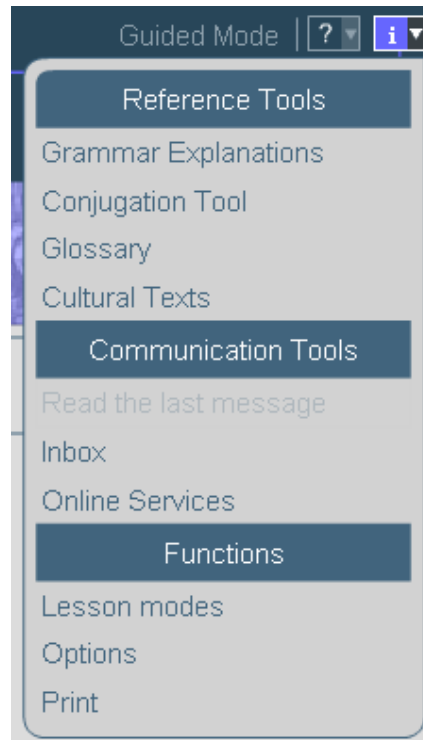 Guided Mode | ? i
Reference Tools
Grammar Explanations
Conjugation Tool
Glossary
Cultural Texts
Communication Tools
Read the last message
Inbox
Online Services
Functions
Lesson modes
Options
Print